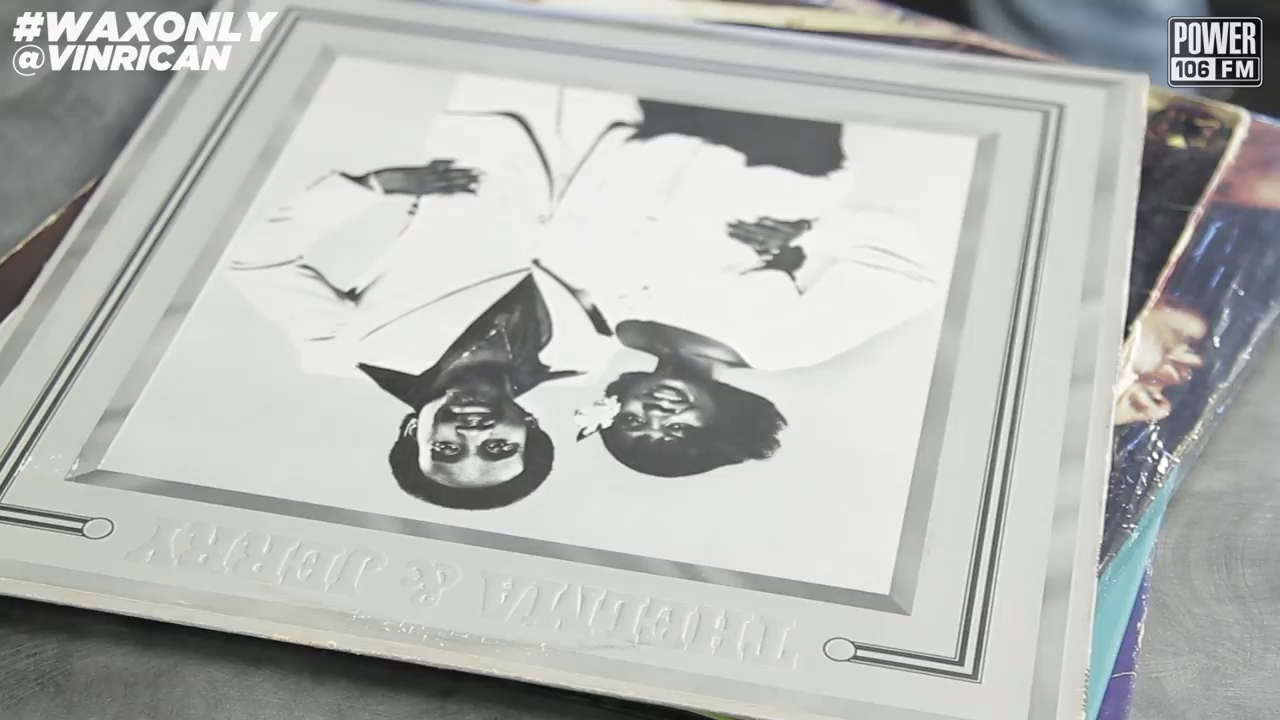 #WAXONLY
@VINRICAN
POWER
106 FM
THELMA & JERRY